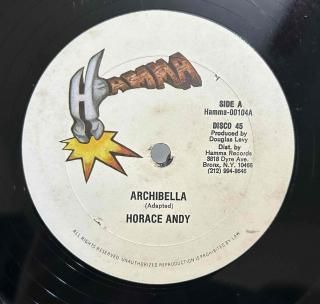 HAMMA
SIDE A
Hamma-00104A
DISCO 45
Produced by
Douglas Levy
Dist. by
Hamma Records
3818 Dyre Ave.
Bronx, N.Y. 10466
(212) 994-9646
ARCHIBELLA
(Adapted)
HORACE ANDY
ALL RIGHTS RESERVED. UNAUTHORIZED REPRODUCTION IS PROHIBITED BY LAW.